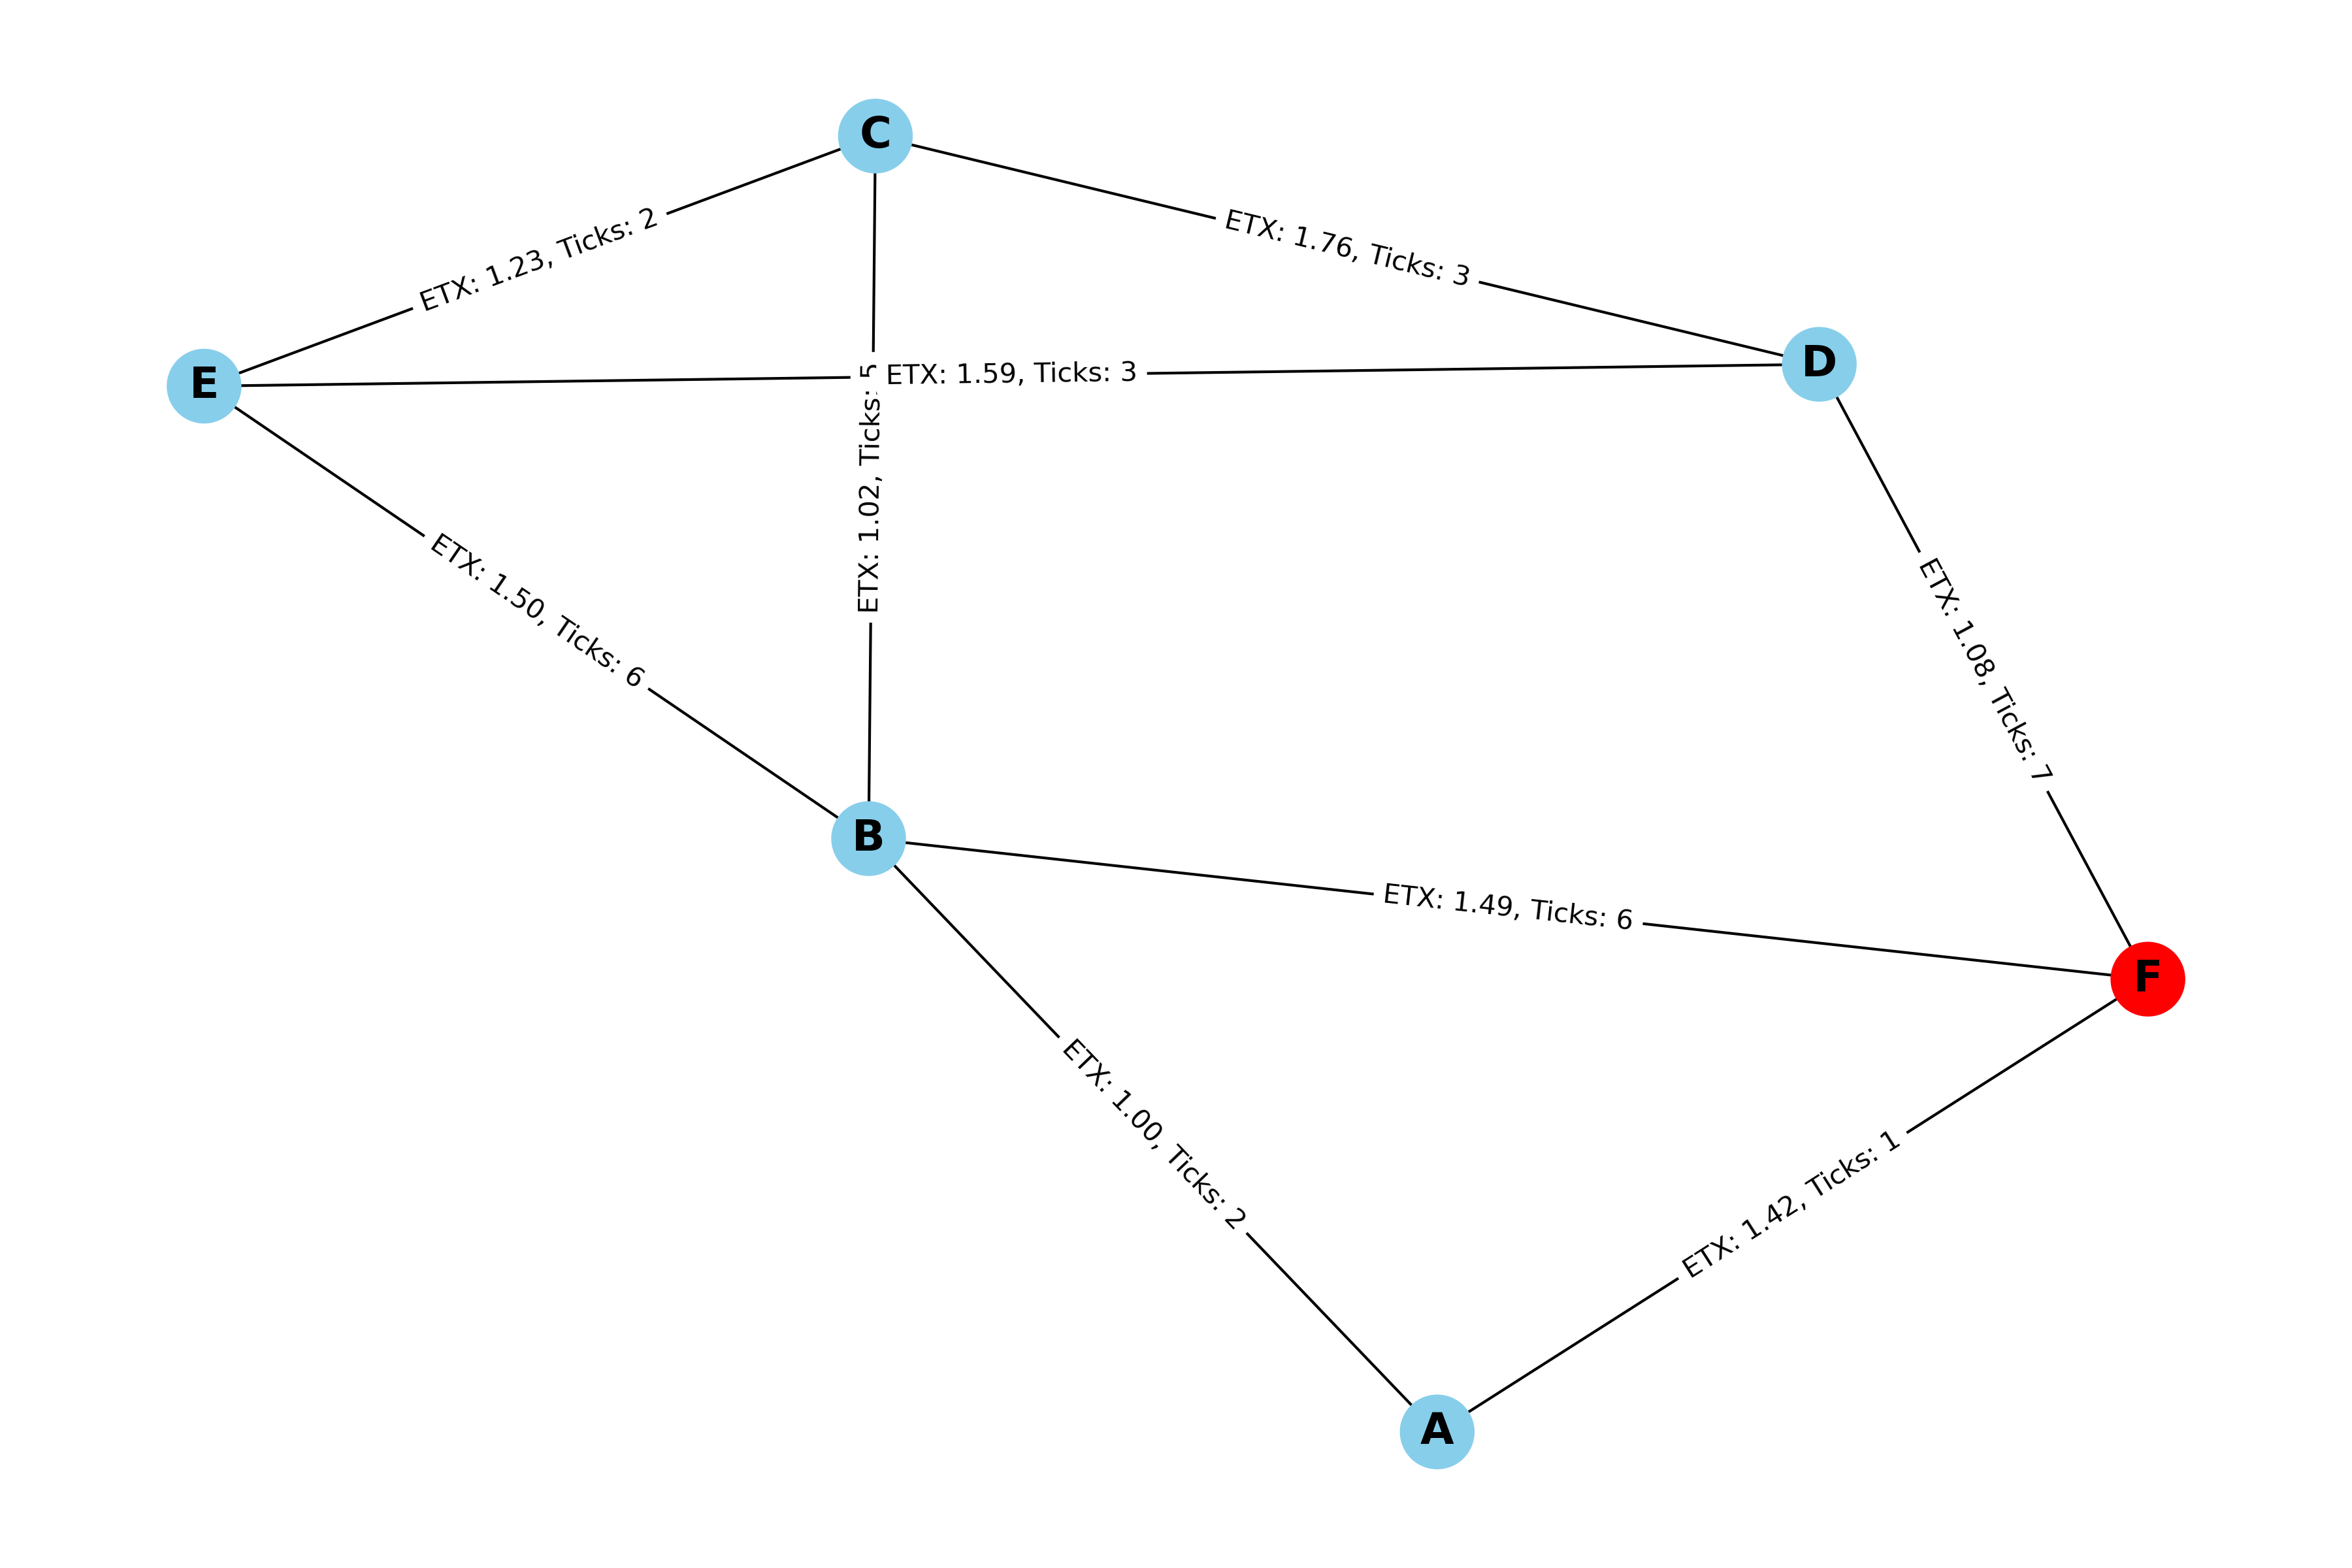 C
ETX: 1.23, Ticks: 2
ETX: 1.76, Ticks: 3
E
ETX: 1.59, Ticks: 3
D
ETX: 1.02, Ticks: 5
ETX: 1.50, Ticks: 6
ETX: 1.08, Ticks: 7
B
ETX: 1.49, Ticks: 6
F
ETX: 1.00, Ticks: 2
ETX: 1.42, Ticks: 1
A